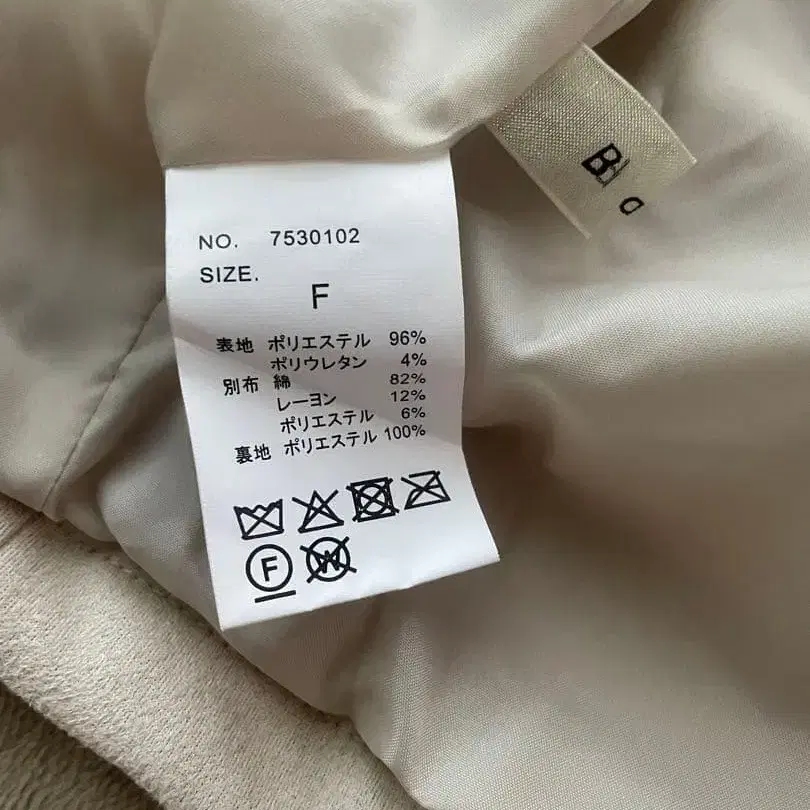 NO. 7530102
SIZE.
F
表地 ポリエステル 96%
ポリウレタン 4%
別布 綿 82%
レーヨン 12%
ポリエステル 6%
裏地 ポリエステル 100%
F
W